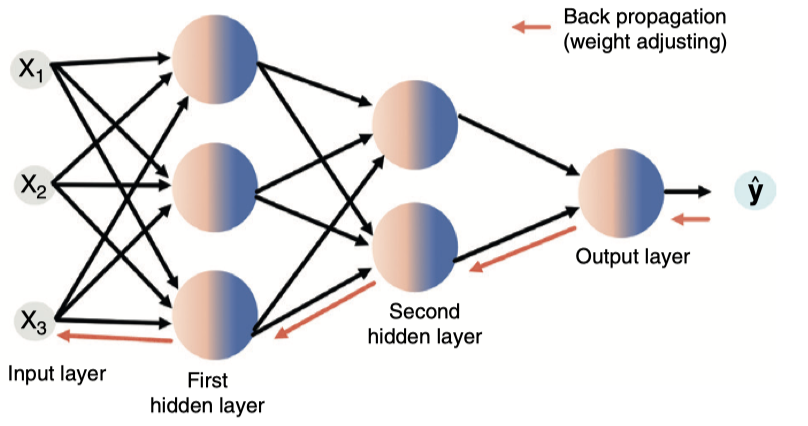 Back propagation
(weight adjusting)
X1
X2
X3
ŷ
Output layer
Second
hidden layer
Input layer
First
hidden layer